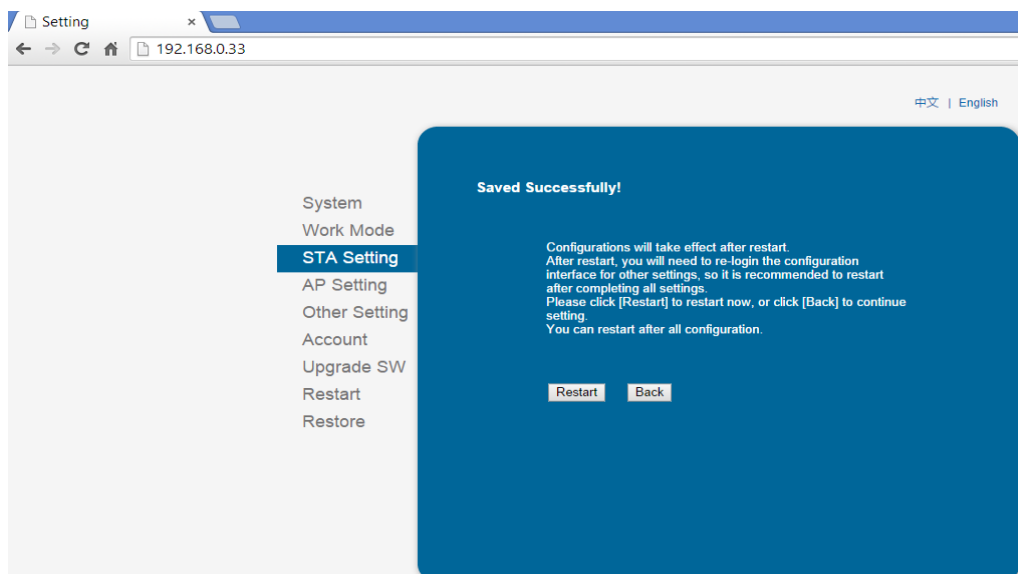 Setting
192.168.0.33
中文 | English
System
Work Mode
STA Setting
AP Setting
Other Setting
Account
Upgrade SW
Restart
Restore
Saved Successfully!
Configurations will take effect after restart.
After restart, you will need to re-login the configuration
interface for other settings, so it is recommended to restart
after completing all settings.
Please click [Restart] to restart now, or click [Back] to continue
setting.
You can restart after all configuration.
Restart Back